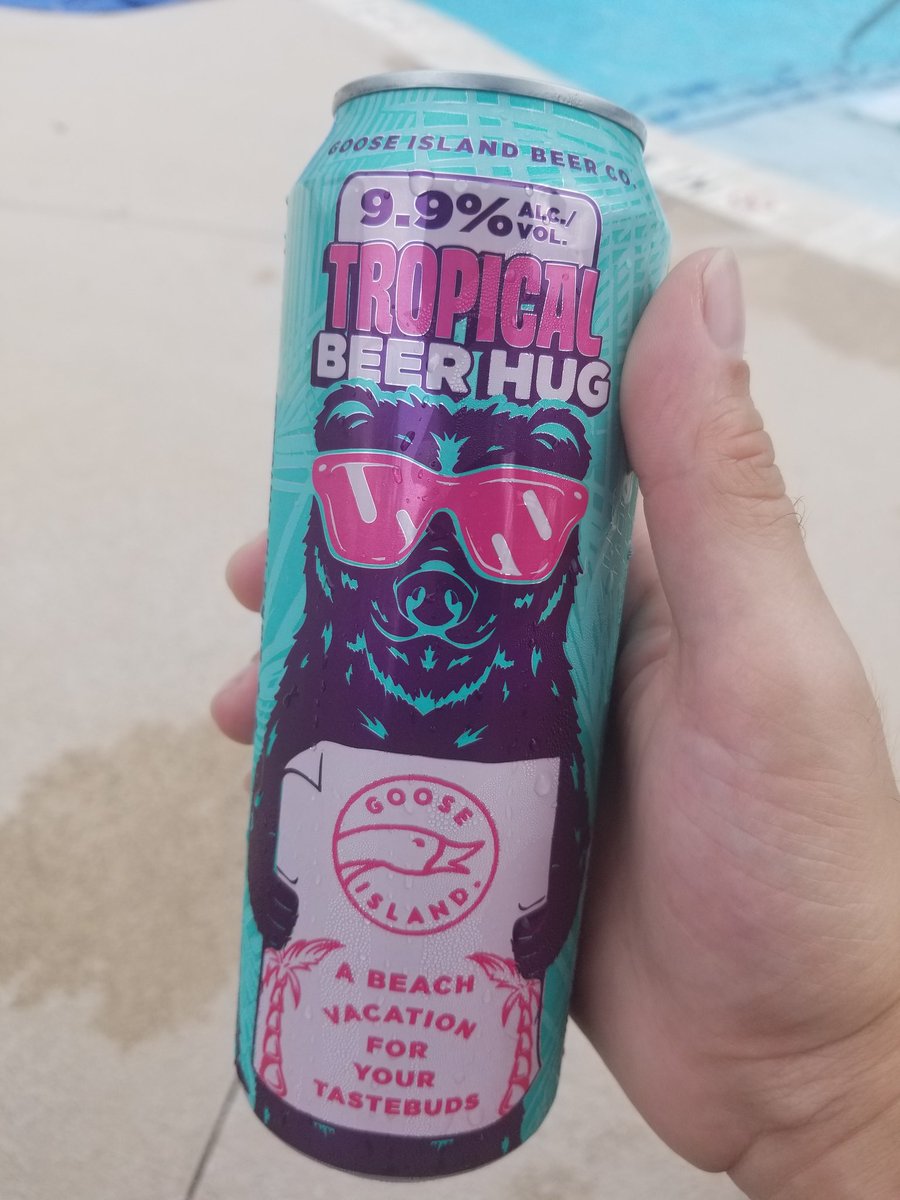 GOOSE ISLAND BEER CO.
9.9% ALC./
VOL.
TROPICAL
BEER HUG
GOOSE
ISLAND.
A BEACH
VACATION
FOR
YOUR
TASTEBUDS